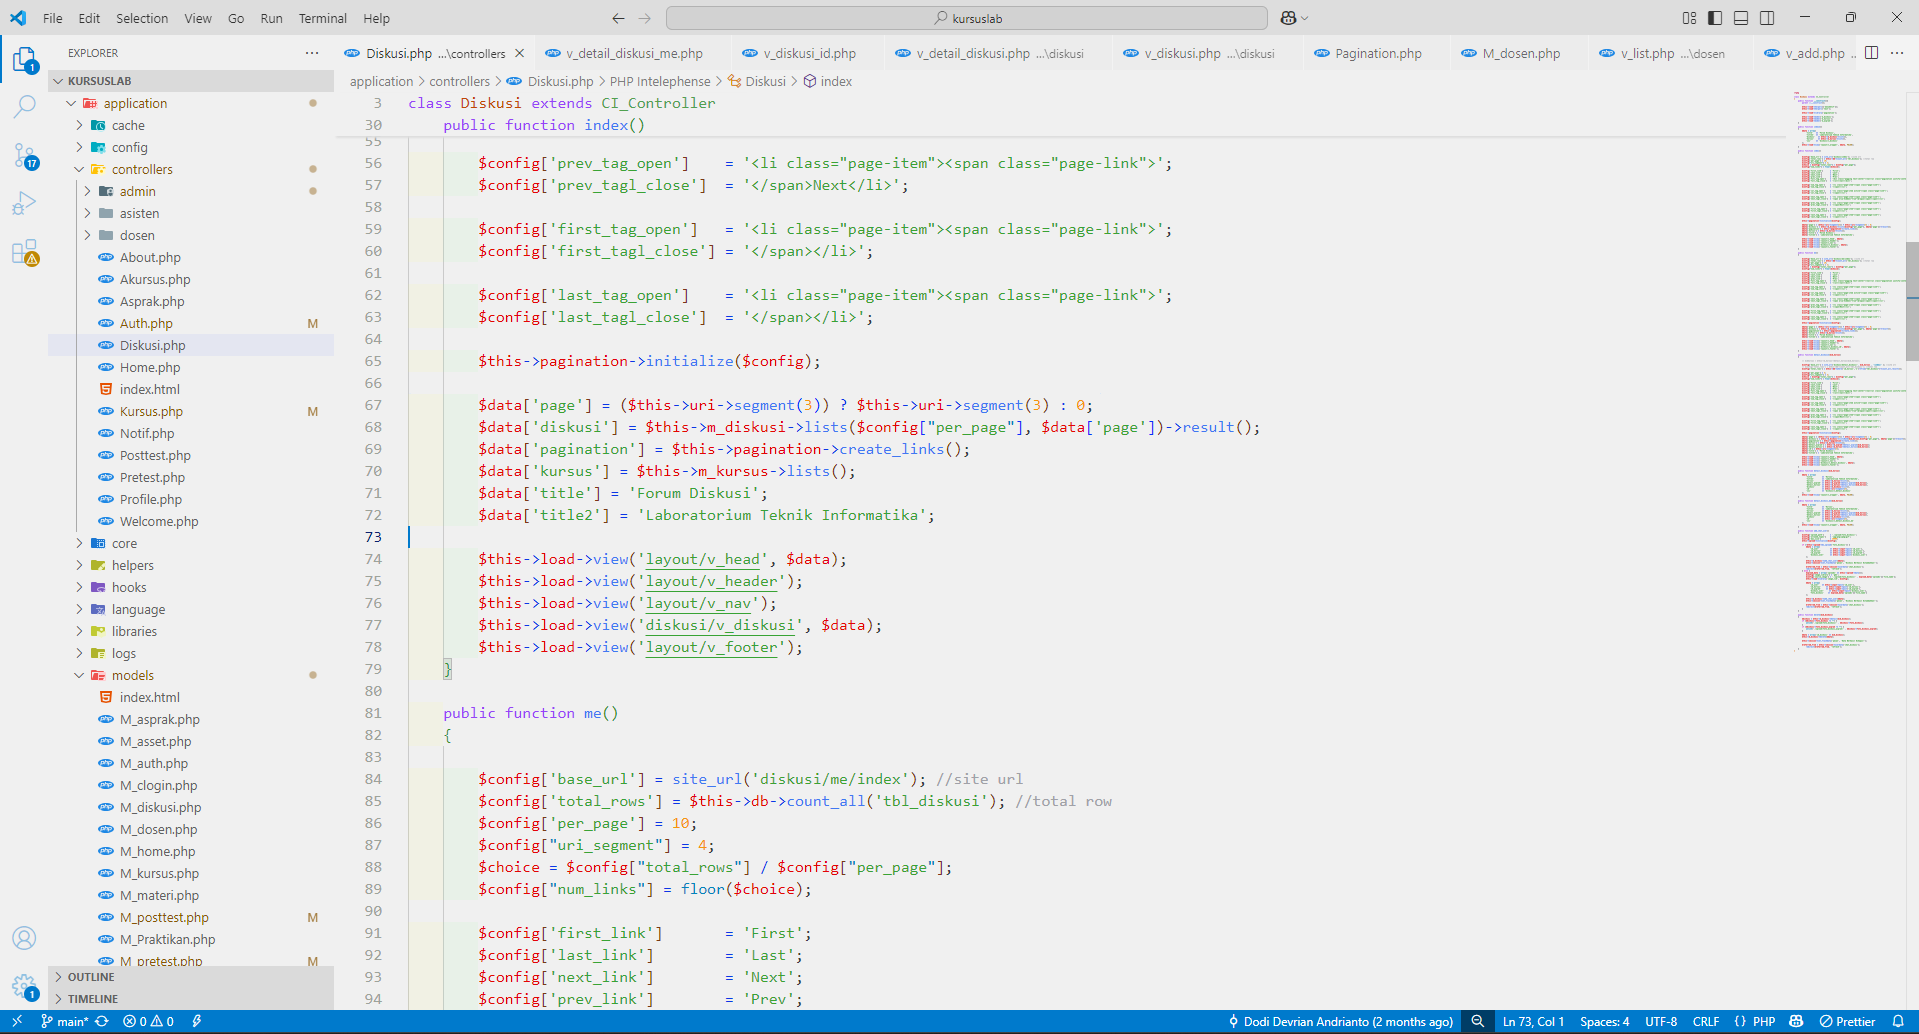 File Edit Selection View Go Run Terminal Help
kursuslab
EXPLORER
KURSUSLAB
application
cache
config
controllers
admin
asisten
dosen
About.php
Akursus.php
Asprak.php
Auth.php M
Diskusi.php
Home.php
index.html
Kursus.php M
Notif.php
Posttest.php
Pretest.php
Profile.php
Welcome.php
core
helpers
hooks
language
libraries
logs
models
index.html
M_asprak.php
M_asset.php
M_auth.php
M_clogin.php
M_diskusi.php
M_dosen.php
M_home.php
M_kursus.php
M_materi.php
M_posttest.php M
M_Praktikan.php
M_pretest.php M
OUTLINE
TIMELINE
1
17
1
Diskusi.php ...\controllers v_detail_diskusi_me.php v_diskusi_id.php v_detail_diskusi.php ...\diskusi v_diskusi.php ...\diskusi Pagination.php M_dosen.php v_list.php ...\dosen v_add.php ..
application > controllers > Diskusi.php > PHP Intelephense > Diskusi > index
3 class Diskusi extends CI_Controller
30 public function index()
55
56 $config['prev_tag_open'] = '<li class="page-item"><span class="page-link">';
57 $config['prev_tagl_close'] = '</span>Next</li>';
58
59 $config['first_tag_open'] = '<li class="page-item"><span class="page-link">';
60 $config['first_tagl_close'] = '</span></li>';
61
62 $config['last_tag_open'] = '<li class="page-item"><span class="page-link">';
63 $config['last_tagl_close'] = '</span></li>';
64
65 $this->pagination->initialize($config);
66
67 $data['page'] = ($this->uri->segment(3)) ? $this->uri->segment(3) : 0;
68 $data['diskusi'] = $this->m_diskusi->lists($config["per_page"], $data['page'])->result();
69 $data['pagination'] = $this->pagination->create_links();
70 $data['kursus'] = $this->m_kursus->lists();
71 $data['title'] = 'Forum Diskusi';
72 $data['title2'] = 'Laboratorium Teknik Informatika';
73
74 $this->load->view('layout/v_head', $data);
75 $this->load->view('layout/v_header');
76 $this->load->view('layout/v_nav');
77 $this->load->view('diskusi/v_diskusi', $data);
78 $this->load->view('layout/v_footer');
79 }
80
81 public function me()
82 {
83
84 $config['base_url'] = site_url('diskusi/me/index'); //site url
85 $config['total_rows'] = $this->db->count_all('tbl_diskusi'); //total row
86 $config['per_page'] = 10;
87 $config["uri_segment"] = 4;
88 $choice = $config["total_rows"] / $config["per_page"];
89 $config["num_links"] = floor($choice);
90
91 $config['first_link'] = 'First';
92 $config['last_link'] = 'Last';
93 $config['next_link'] = 'Next';
94 $config['prev_link'] = 'Prev';
main* 0 0 Dodi Devrian Andrianto (2 months ago) Ln 73, Col 1 Spaces: 4 UTF-8 CRLF {} PHP Prettier